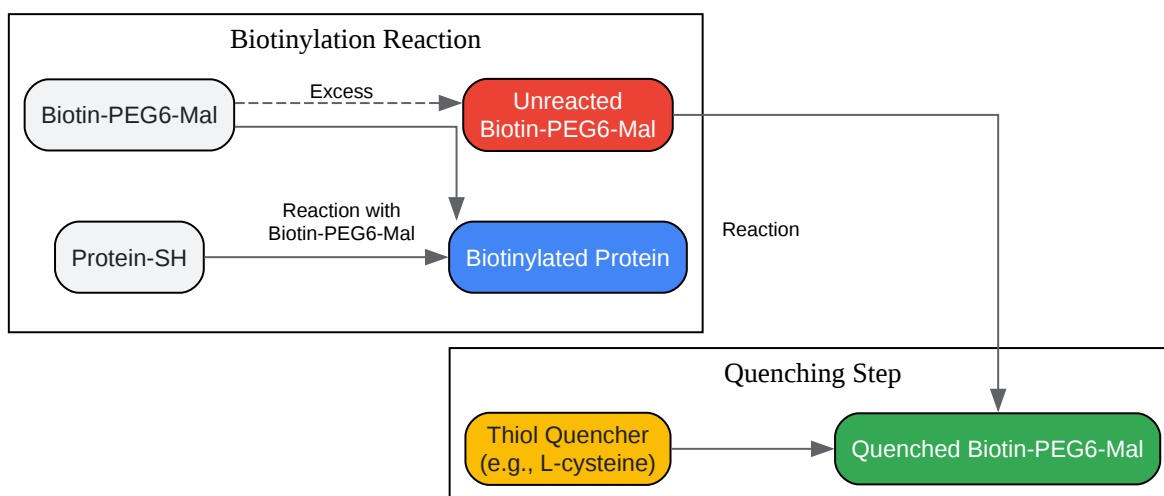 Biotinylation Reaction
Biotin-PEG6-Mal
Excess
Unreacted
Biotin-PEG6-Mal
Protein-SH
Reaction with
Biotin-PEG6-Mal
Biotinylated Protein
Reaction
Quenching Step
Thiol Quencher
(e.g., L-cysteine)
Quenched Biotin-PEG6-Mal